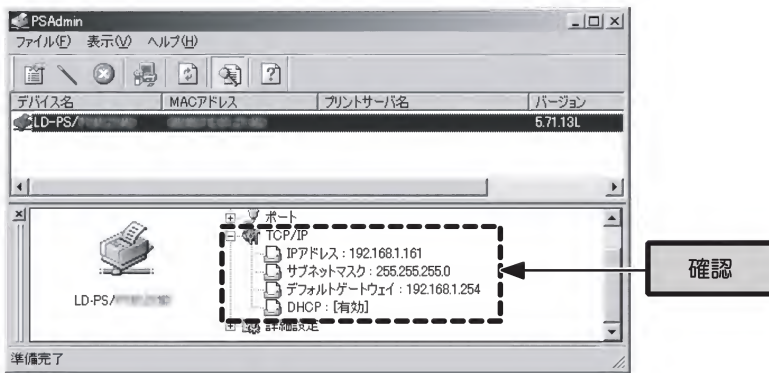 PSAdmin
ファイル(F) 表示(V) ヘルプ(H)
デバイス名 MACアドレス プリントサーバ名 バージョン
LD-PS/ 5.71.13L
ポート
TCP/IP
IPアドレス : 192.168.1.161
サブネットマスク : 255.255.255.0
デフォルトゲートウェイ : 192.168.1.254
DHCP : [有効]
詳細設定
LD-PS/
確認
準備完了